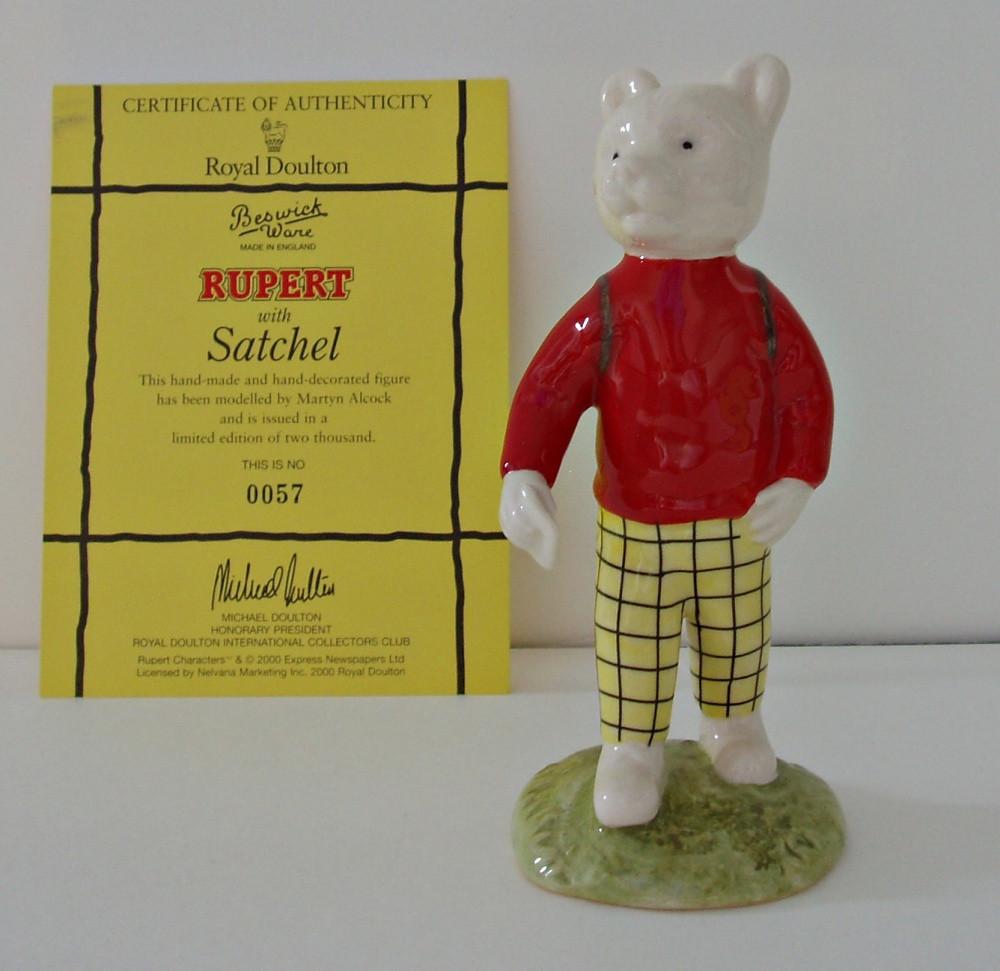 CERTIFICATE OF AUTHENTICITY
Royal Doulton
Beswick
Ware
MADE IN ENGLAND
RUPERT
with
Satchel
This hand-made and hand-decorated figure
has been modelled by Martyn Alcock
and is issued in a
limited edition of two thousand.
THIS IS NO
0057
Michael Doulton
MICHAEL DOULTON
HONORARY PRESIDENT
ROYAL DOULTON INTERNATIONAL COLLECTORS CLUB
Rupert Characters™ & © 2000 Express Newspapers Ltd
Licensed by Nelvana Marketing Inc. 2000 Royal Doulton